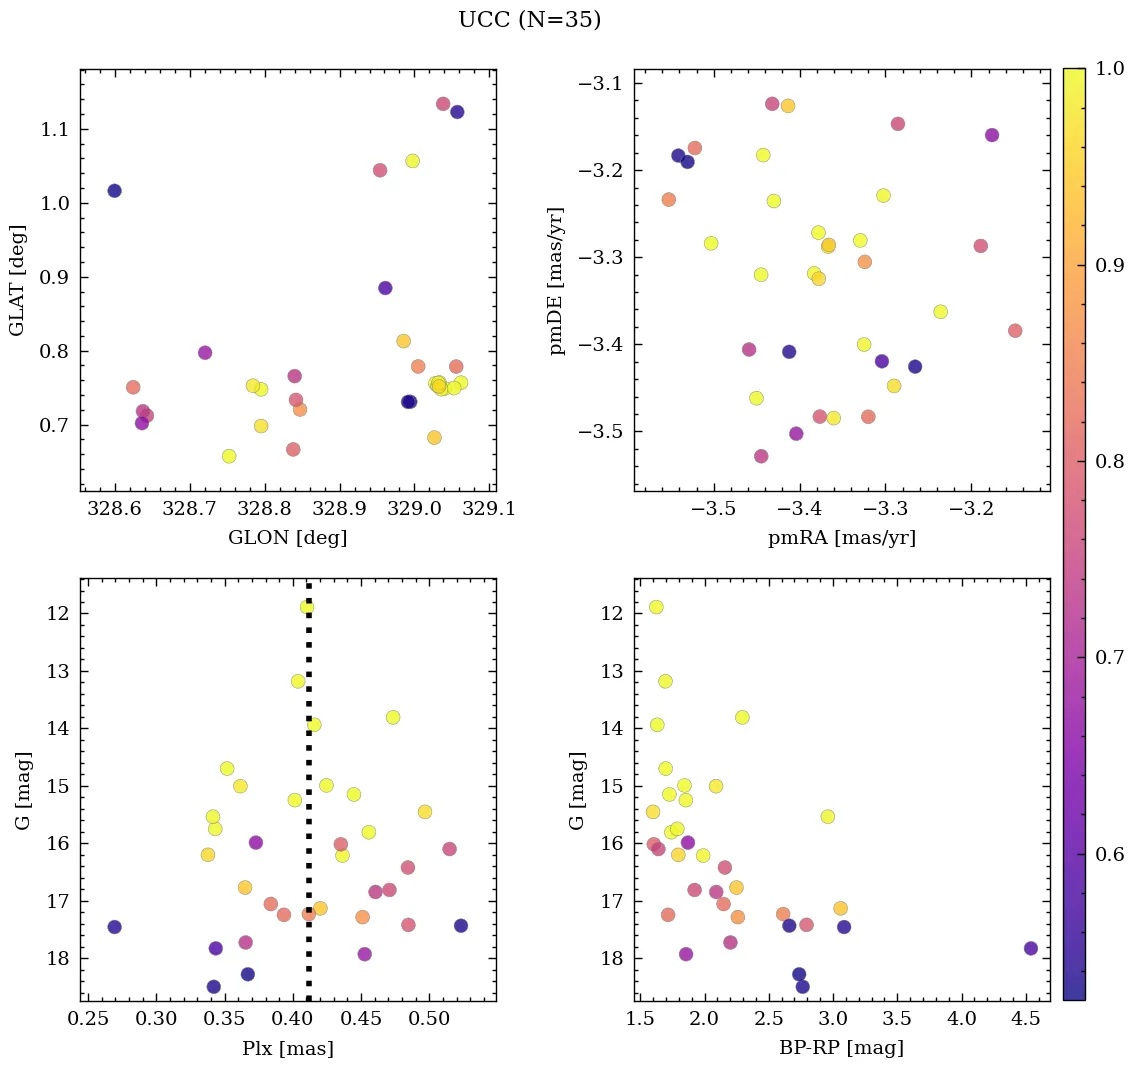 UCC (N=35)
1.1
1.0
0.9
0.8
0.7
GLAT [deg]
328.6 328.7 328.8 328.9 329.0 329.1
GLON [deg]
−3.1
−3.2
−3.3
−3.4
−3.5
pmDE [mas/yr]
−3.5 −3.4 −3.3 −3.2
pmRA [mas/yr]
12
13
14
15
16
17
18
G [mag]
0.25 0.30 0.35 0.40 0.45 0.50
Plx [mas]
12
13
14
15
16
17
18
G [mag]
1.5 2.0 2.5 3.0 3.5 4.0 4.5
BP-RP [mag]
1.0
0.9
0.8
0.7
0.6